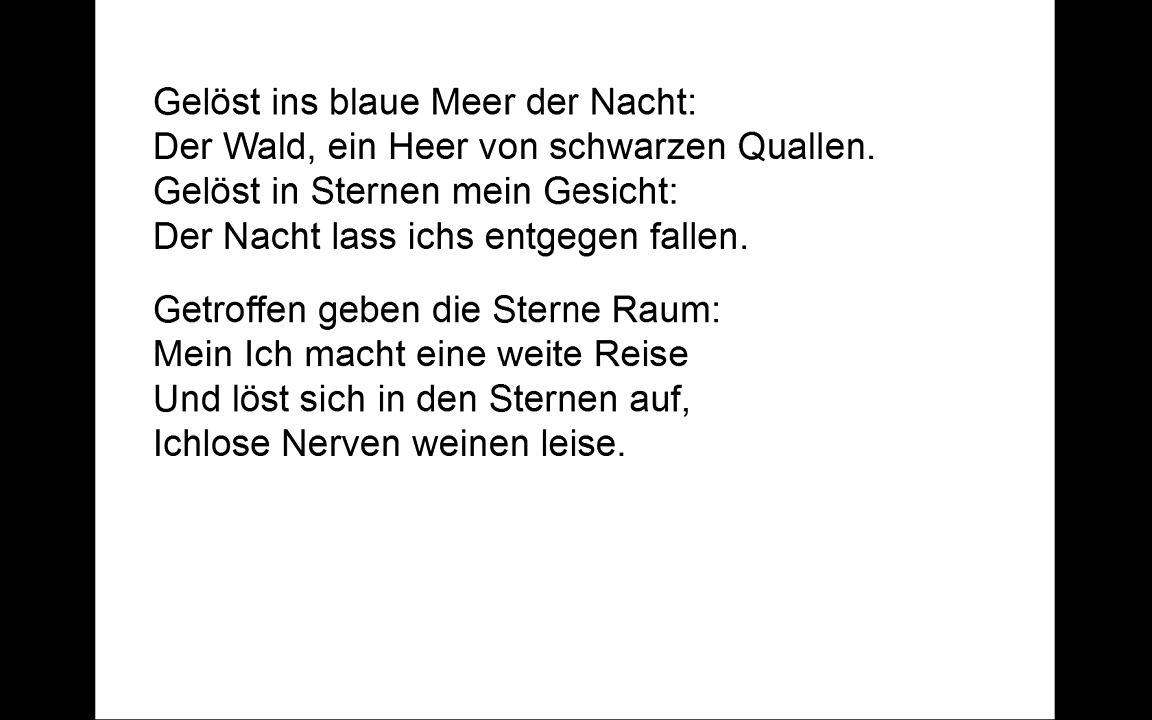 Gelöst ins blaue Meer der Nacht:
Der Wald, ein Heer von schwarzen Quallen.
Gelöst in Sternen mein Gesicht:
Der Nacht lass ichs entgegen fallen.
Getroffen geben die Sterne Raum:
Mein Ich macht eine weite Reise
Und löst sich in den Sternen auf,
Ichlose Nerven weinen leise.